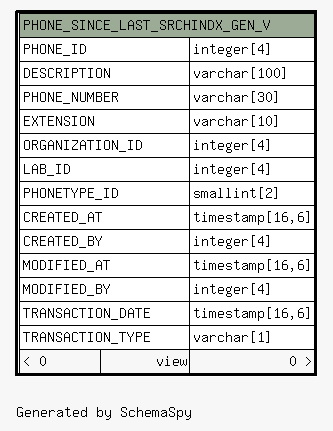 PHONE_SINCE_LAST_SRCHINDX_GEN_V
PHONE_ID integer[4]
DESCRIPTION varchar[100]
PHONE_NUMBER varchar[30]
EXTENSION varchar[10]
ORGANIZATION_ID integer[4]
LAB_ID integer[4]
PHONETYPE_ID smallint[2]
CREATED_AT timestamp[16,6]
CREATED_BY integer[4]
MODIFIED_AT timestamp[16,6]
MODIFIED_BY integer[4]
TRANSACTION_DATE timestamp[16,6]
TRANSACTION_TYPE varchar[1]
< 0 view 0 >
Generated by SchemaSpy